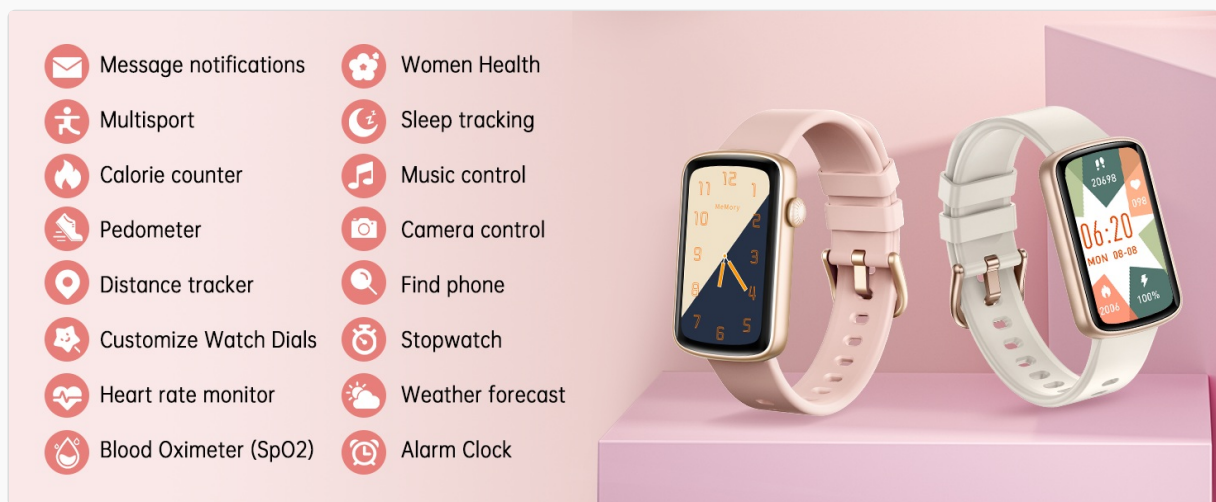 Message notifications
Multisport
Calorie counter
Pedometer
Distance tracker
Customize Watch Dials
Heart rate monitor
Blood Oximeter (SpO2)
Women Health
Sleep tracking
Music control
Camera control
Find phone
Stopwatch
Weather forecast
Alarm Clock
11 12 1
MeMory
10 2
9 3
8 4
7 6 5
20698
098
06:20
MON 08-08
2006
100%